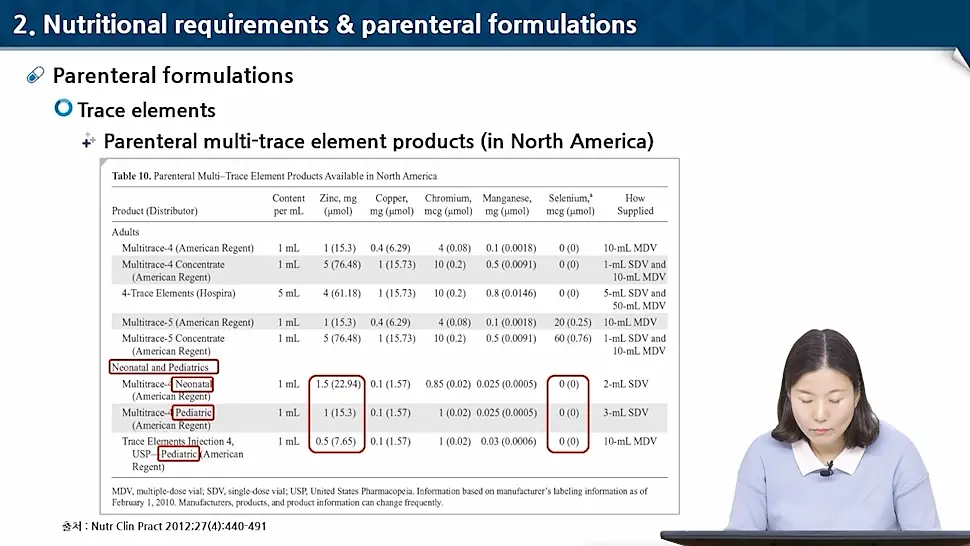 2. Nutritional requirements & parenteral formulations
Parenteral formulations
Trace elements
Parenteral multi-trace element products (in North America)
Table 10. Parenteral Multi–Trace Element Products Available in North America
Product (Distributor) Content per mL Zinc, mg (μmol) Copper, mg (μmol) Chromium, mcg (μmol) Manganese, mg (μmol) Selenium,a mcg (μmol) How Supplied
Adults
Multitrace-4 (American Regent) 1 mL 1 (15.3) 0.4 (6.29) 4 (0.08) 0.1 (0.0018) 0 (0) 10-mL MDV
Multitrace-4 Concentrate (American Regent) 1 mL 5 (76.48) 1 (15.73) 10 (0.2) 0.5 (0.0091) 0 (0) 1-mL SDV and 10-mL MDV
4-Trace Elements (Hospira) 5 mL 4 (61.18) 1 (15.73) 10 (0.2) 0.8 (0.0146) 0 (0) 5-mL SDV and 50-mL MDV
Multitrace-5 (American Regent) 1 mL 1 (15.3) 0.4 (6.29) 4 (0.08) 0.1 (0.0018) 20 (0.25) 10-mL MDV
Multitrace-5 Concentrate (American Regent) 1 mL 5 (76.48) 1 (15.73) 10 (0.2) 0.5 (0.0091) 60 (0.76) 1-mL SDV and 10-mL MDV
Neonatal and Pediatrics
Multitrace-4 Neonatal (American Regent) 1 mL 1.5 (22.94) 0.1 (1.57) 0.85 (0.02) 0.025 (0.0005) 0 (0) 2-mL SDV
Multitrace-4 Pediatric (American Regent) 1 mL 1 (15.3) 0.1 (1.57) 1 (0.02) 0.025 (0.0005) 0 (0) 3-mL SDV
Trace Elements Injection 4, USP—Pediatric (American Regent) 1 mL 0.5 (7.65) 0.1 (1.57) 1 (0.02) 0.03 (0.0006) 0 (0) 10-mL MDV
MDV, multiple-dose vial; SDV, single-dose vial; USP, United States Pharmacopeia. Information based on manufacturer's labeling information as of
February 1, 2010. Manufacturers, products, and product information can change frequently.
출처 : Nutr Clin Pract 2012;27(4):440-491